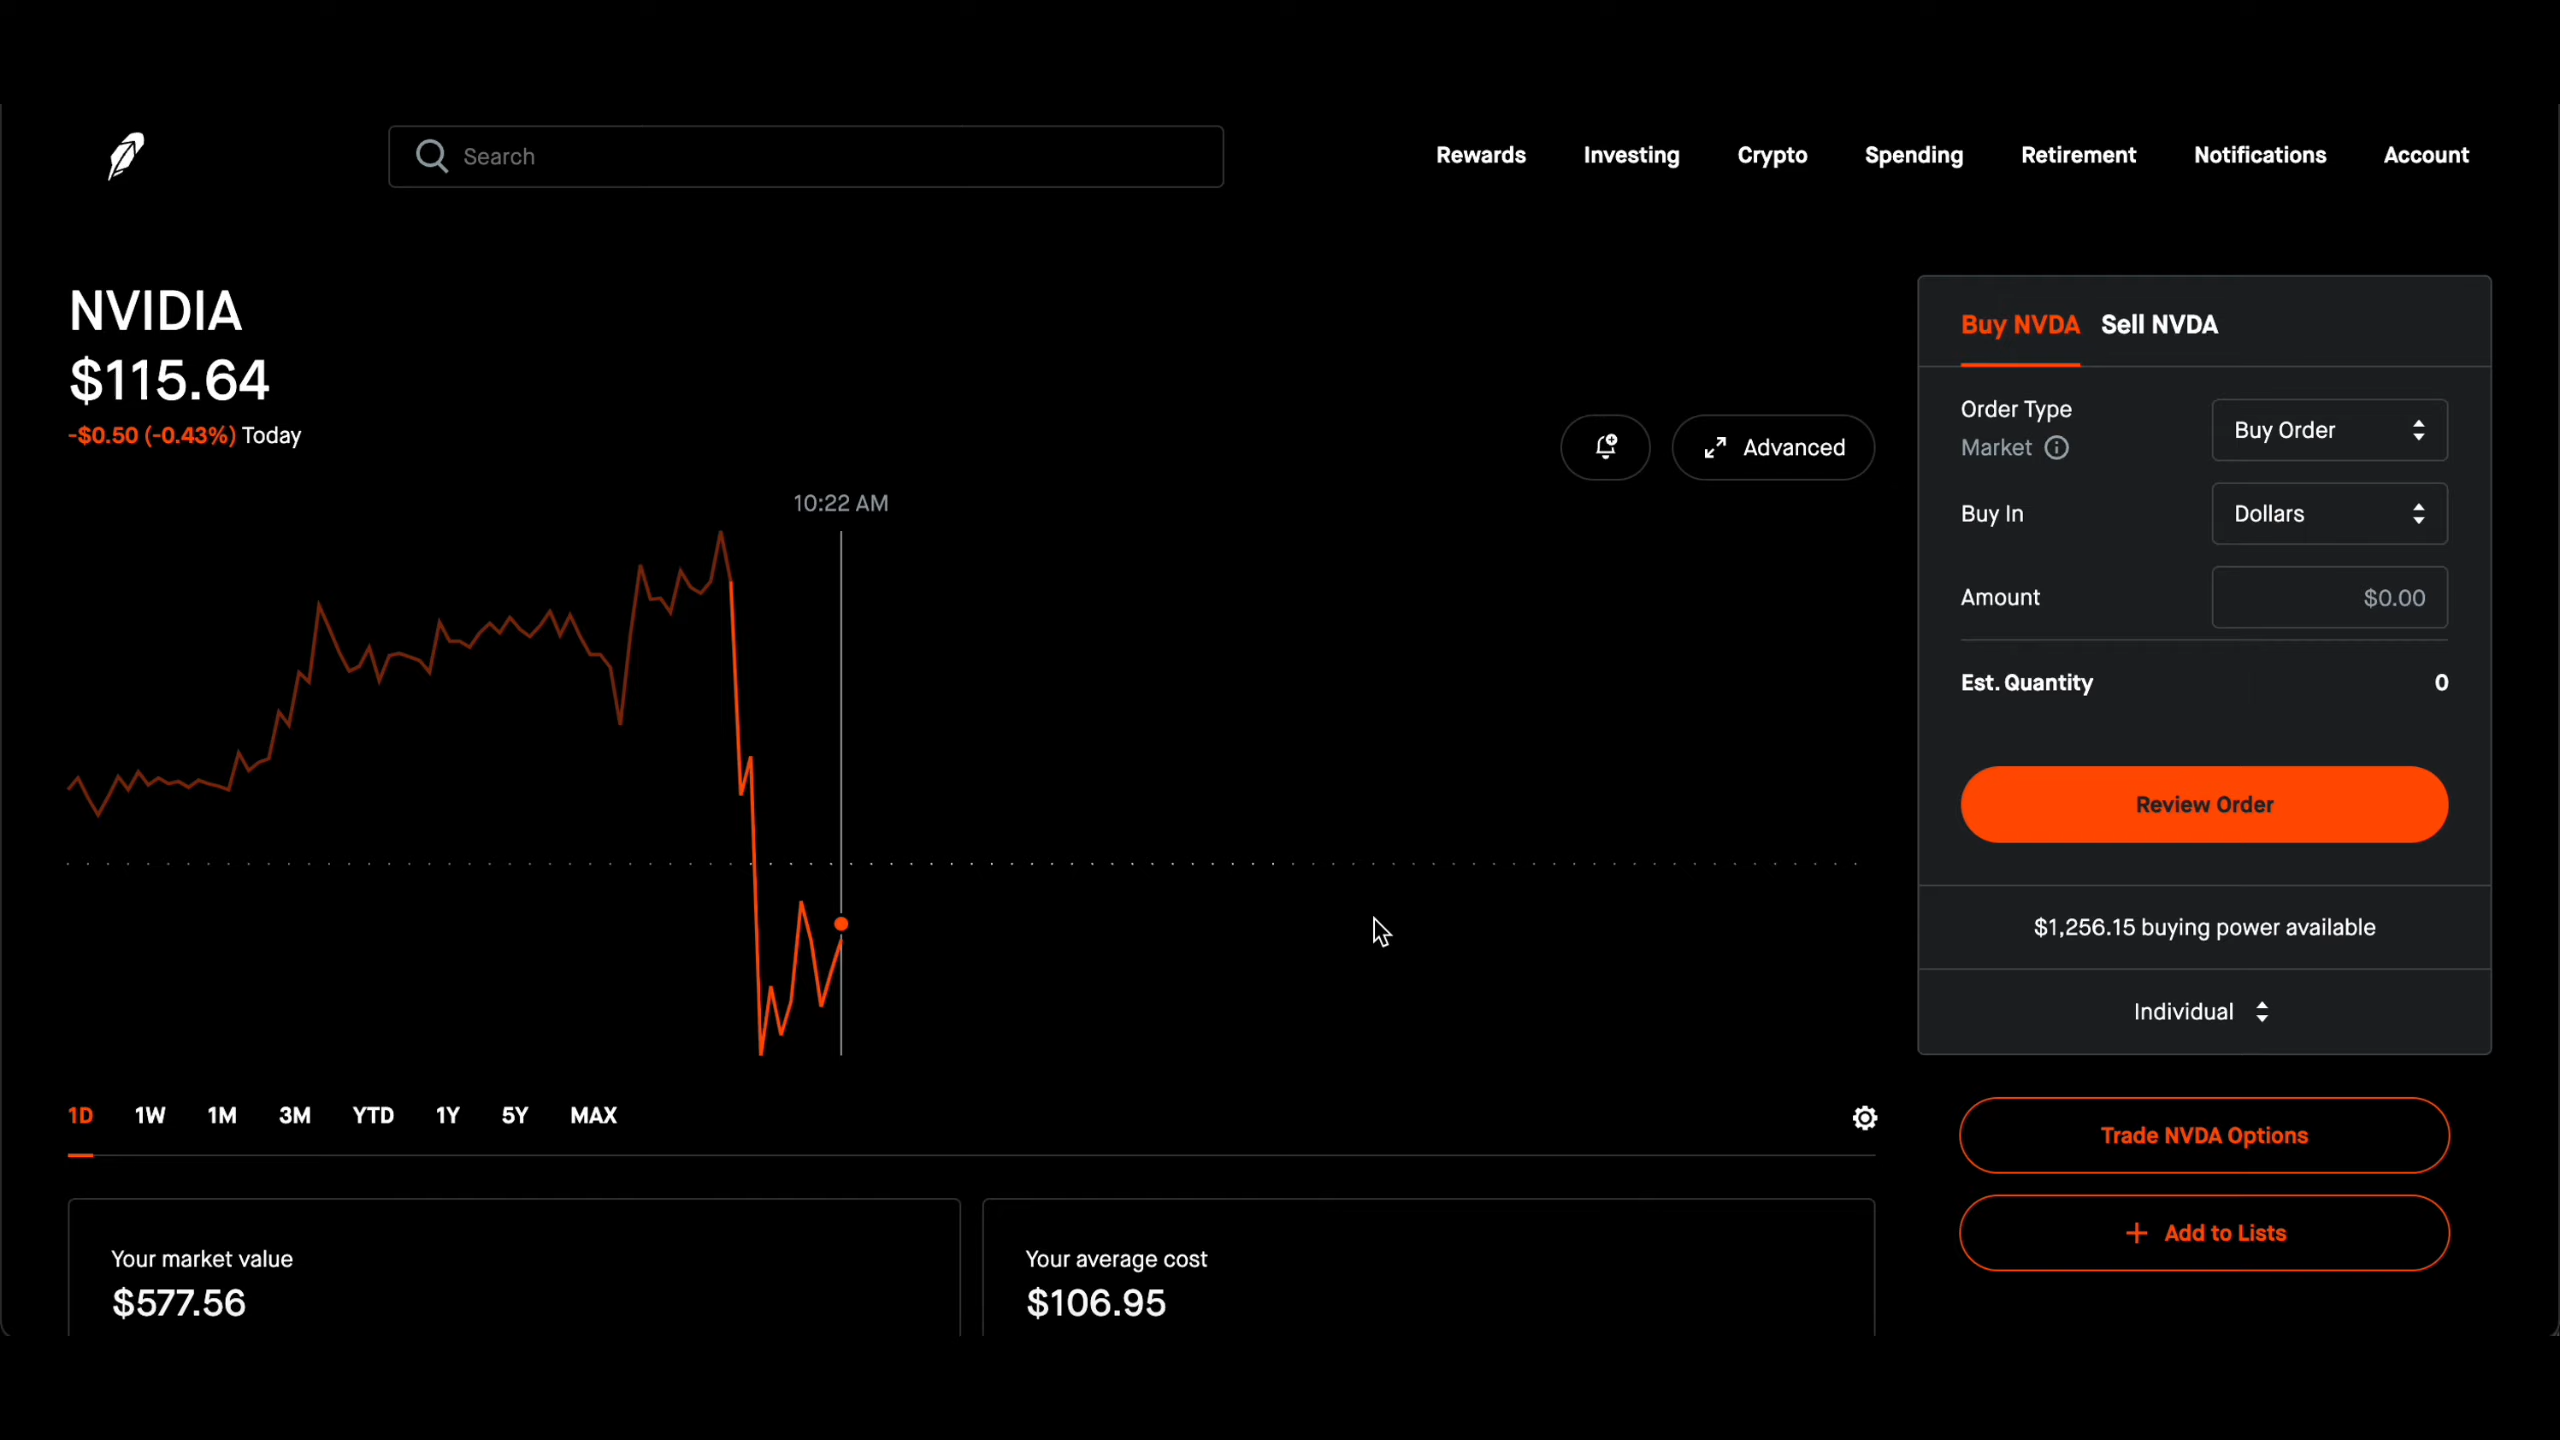 Search
Rewards
Investing
Crypto
Spending
Retirement
Notifications
Account
NVIDIA
$115.64
-$0.50 (-0.43%) Today
Advanced
10:22 AM
1D
1W
1M
3M
YTD
1Y
5Y
MAX
Your market value
$577.56
Your average cost
$106.95
Buy NVDA
Sell NVDA
Order Type
Market
Buy Order
Buy In
Dollars
Amount
$0.00
Est. Quantity
0
Review Order
$1,256.15 buying power available
Individual
Trade NVDA Options
+ Add to Lists